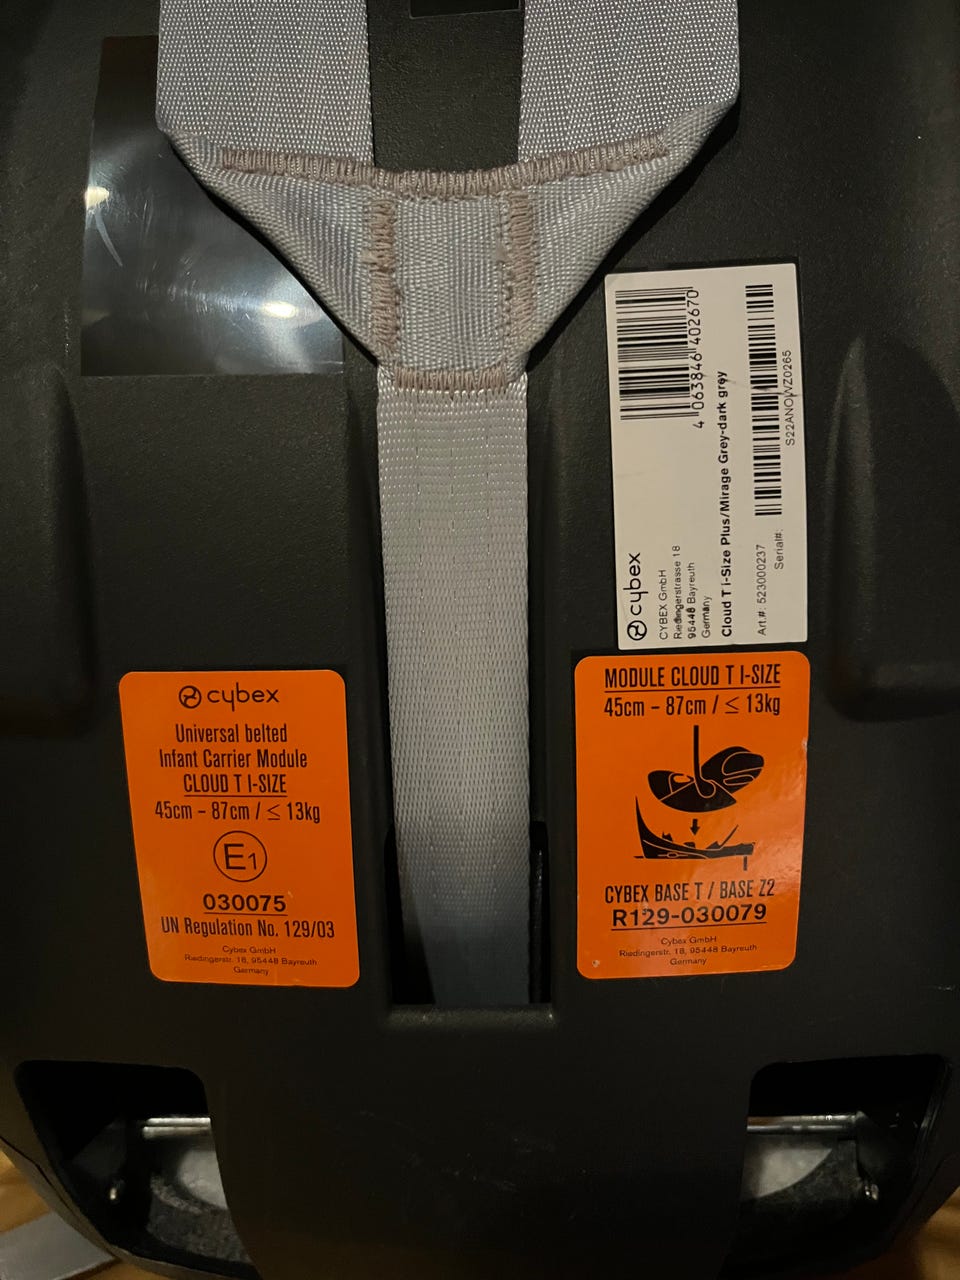 cybex
Universal belted
Infant Carrier Module
CLOUD T I-SIZE
45cm – 87cm / ≤ 13kg
E1
030075
UN Regulation No. 129/03
Cybex GmbH
Riedingerstr. 18, 95448 Bayreuth
Germany
4 063846 402670
cybex
CYBEX GmbH
Riedingerstrasse 18
95448 Bayreuth
Germany
Cloud T i-Size Plus/Mirage Grey-dark grey
Art.#: 523000237
Serial#:
MODULE CLOUD T I-SIZE
45cm – 87cm / ≤ 13kg
CYBEX BASE T / BASE Z2
R129-030079
Cybex GmbH
Riedingerstr. 18, 95448 Bayreuth
Germany